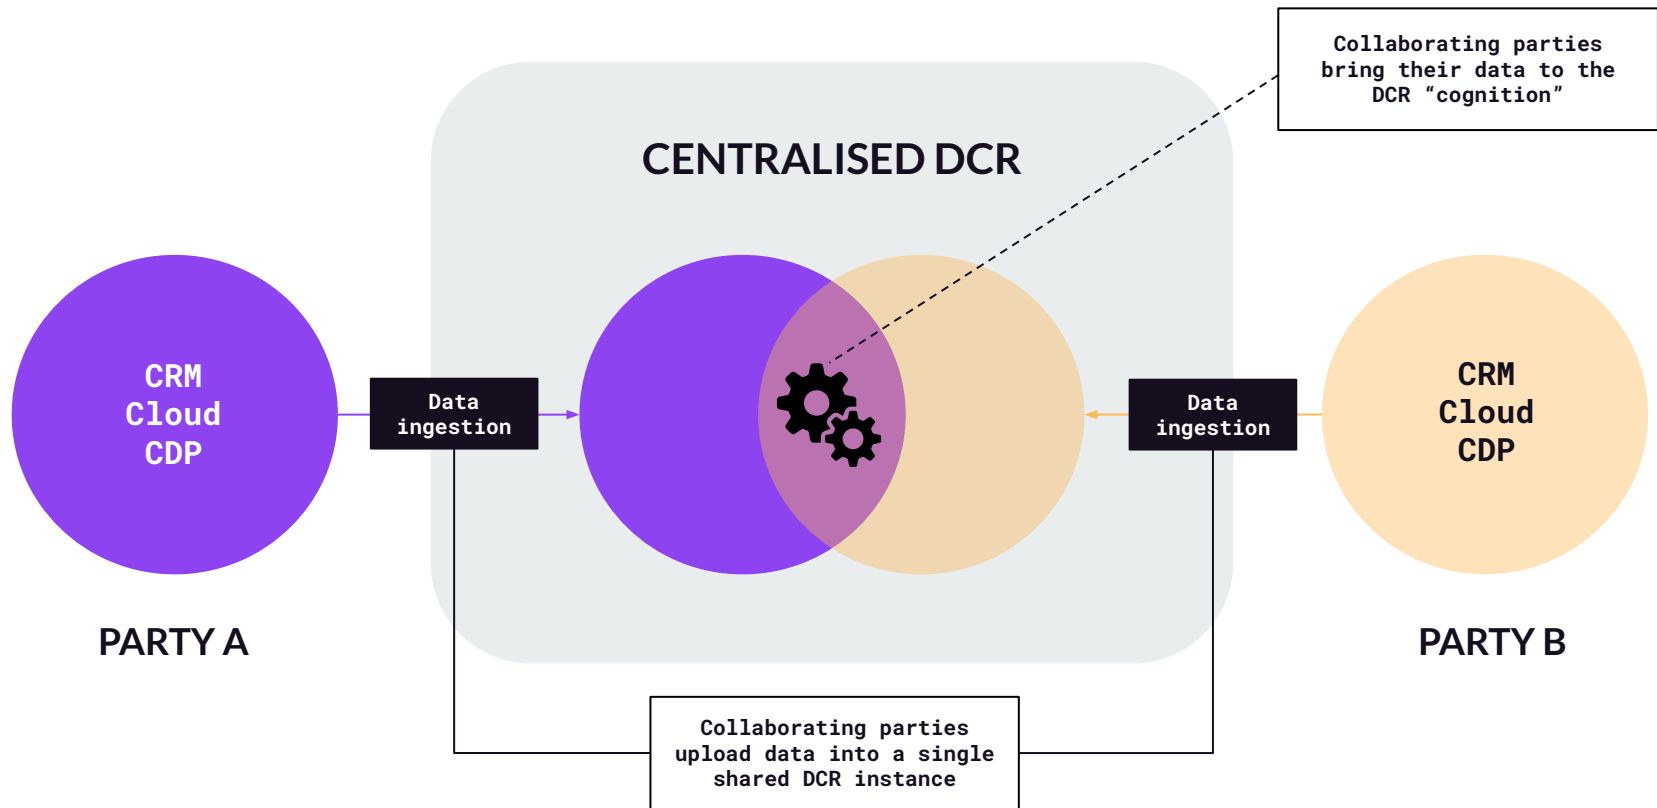 Collaborating parties
bring their data to the
DCR “cognition”
CENTRALISED DCR
CRM
Cloud
CDP
Data
ingestion
Data
ingestion
CRM
Cloud
CDP
PARTY A
PARTY B
Collaborating parties
upload data into a single
shared DCR instance